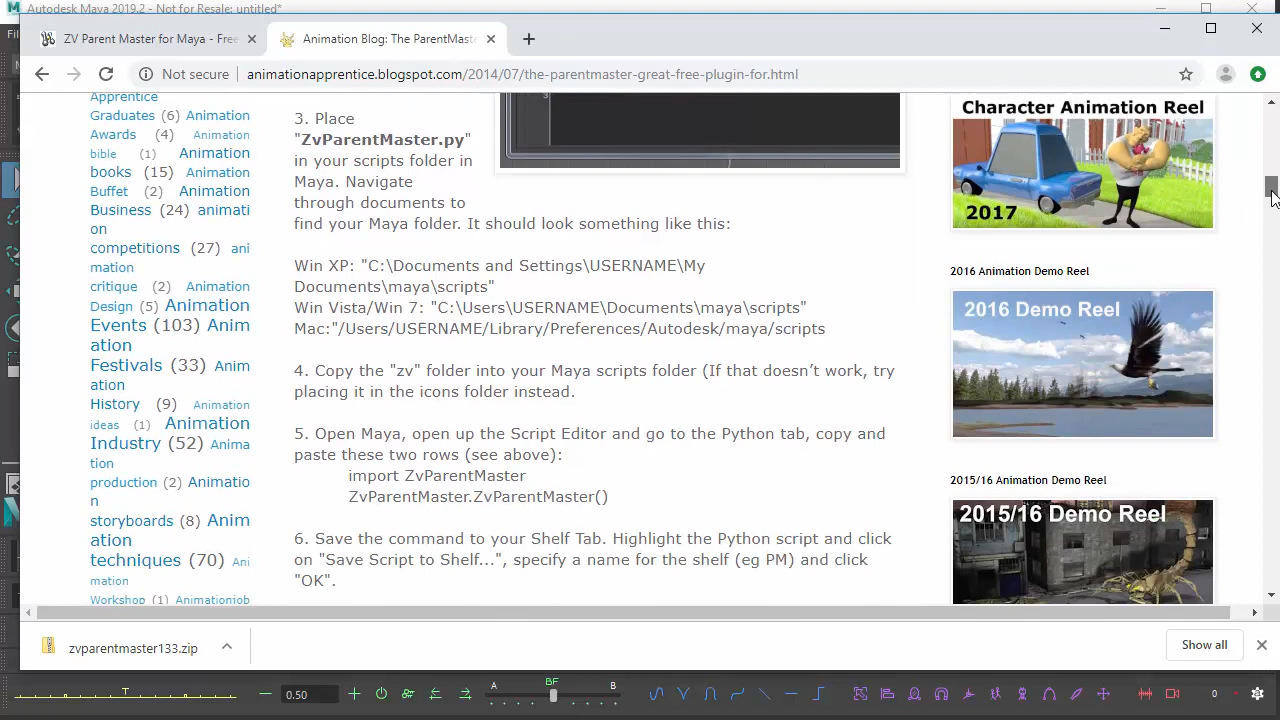 Autodesk Maya 2019.2 - Not for Resale: untitled*
ZV Parent Master for Maya - Free
Animation Blog: The ParentMaste
Not secure
animationapprentice.blogspot.com/2014/07/the-parentmaster-great-free-plugin-for.html
Apprentice
Graduates (6) Animation
Awards (4) Animation
bible (1) Animation
books (15) Animation
Buffet (2) Animation
Business (24) animati
on
competitions (27) ani
mation
critique (2) Animation
Design (5) Animation
Events (103) Anim
ation
Festivals (33) Anim
ation
History (9) Animation
ideas (1) Animation
Industry (52) Anima
tion
production (2) Animatio
n
storyboards (8) Anim
ation
techniques (70) Ani
mation
Workshop (1) Animationjob
3
3. Place
"ZvParentMaster.py"
in your scripts folder in
Maya. Navigate
through documents to
find your Maya folder. It should look something like this:
Win XP: "C:\Documents and Settings\USERNAME\My
Documents\maya\scripts"
Win Vista/Win 7: "C:\Users\USERNAME\Documents\maya\scripts"
Mac:"/Users/USERNAME/Library/Preferences/Autodesk/maya/scripts
4. Copy the "zv" folder into your Maya scripts folder (If that doesn’t work, try
placing it in the icons folder instead.
5. Open Maya, open up the Script Editor and go to the Python tab, copy and
paste these two rows (see above):
import ZvParentMaster
ZvParentMaster.ZvParentMaster()
6. Save the command to your Shelf Tab. Highlight the Python script and click
on "Save Script to Shelf...", specify a name for the shelf (eg PM) and click
"OK".
Character Animation Reel
2017
2016 Animation Demo Reel
2016 Demo Reel
2015/16 Animation Demo Reel
2015/16 Demo Reel
zvparentmaster133.zip
Show all
T
0.50
A
BF
B
0